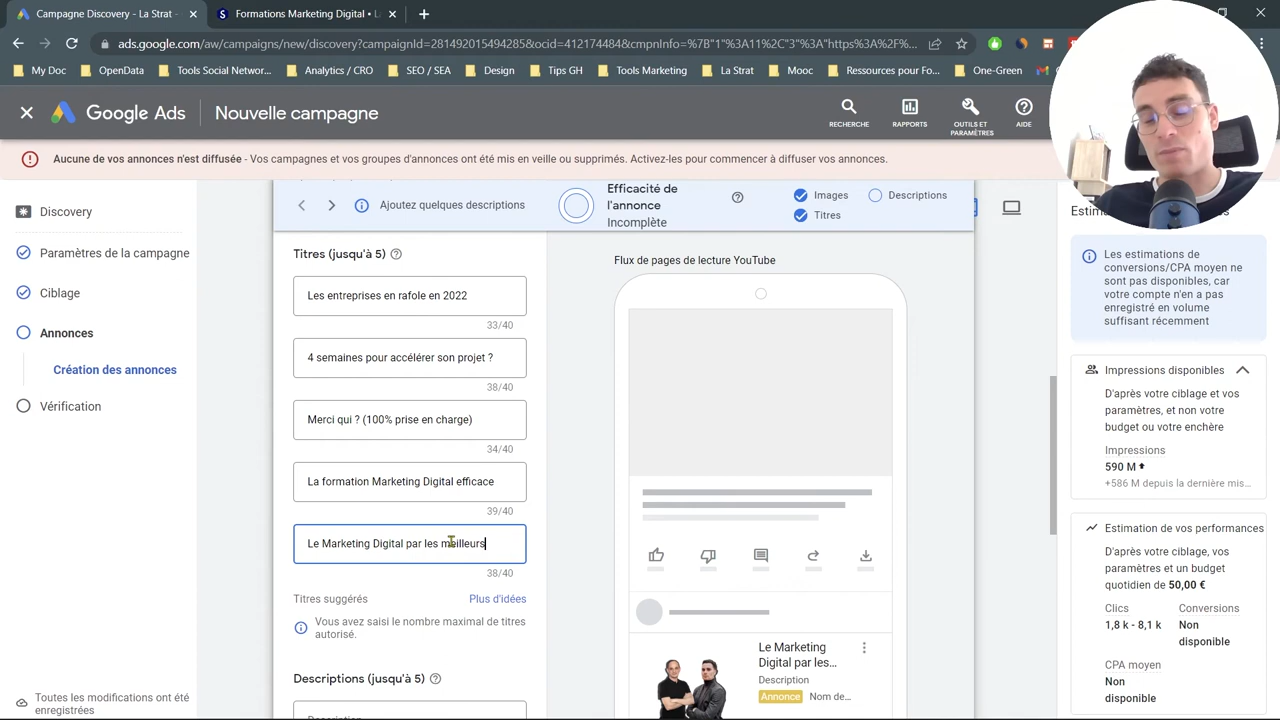 Campagne Discovery - La Strat -
Formations Marketing Digital • L
ads.google.com/aw/campaigns/new/discovery?campaignId=281492015494285&ocid=412174484&cmpnInfo=%7B"1"%3A11%2C"3"%3A"https%3A%2F%...
My Doc
OpenData
Tools Social Networ...
Analytics/ CRO
SEO / SEA
Design
Tips GH
Tools Marketing
La Strat
Mooc
Ressources pour Fo...
One-Green
Google Ads
Nouvelle campagne
RECHERCHE
RAPPORTS
OUTILS ET
PARAMÈTRES
AIDE
Aucune de vos annonces n'est diffusée - Vos campagnes et vos groupes d'annonces ont été mis en veille ou supprimés. Activez-les pour commencer à diffuser vos annonces.
Discovery
Paramètres de la campagne
Ciblage
Annonces
Création des annonces
Vérification
Toutes les modifications ont été
enregistrées
Ajoutez quelques descriptions
Efficacité de
l'annonce
Incomplète
Images
Descriptions
Titres
Titres (jusqu'à 5)
Les entreprises en rafole en 2022
33/40
4 semaines pour accélérer son projet ?
38/40
Merci qui ? (100% prise en charge)
34/40
La formation Marketing Digital efficace
39/40
Le Marketing Digital par les meilleurs
38/40
Titres suggérés
Plus d'idées
Vous avez saisi le nombre maximal de titres
autorisé.
Descriptions (jusqu'à 5)
Description
Flux de pages de lecture YouTube
Le Marketing
Digital par les...
Description
Annonce
Nom de...
Les estimations de
conversions/CPA moyen ne
sont pas disponibles, car
votre compte n'en a pas
enregistré en volume
suffisant récemment
Impressions disponibles
D'après votre ciblage et vos
paramètres, et non votre
budget ou votre enchère
Impressions
590 M
+586 M depuis la dernière mis...
Estimation de vos performances
D'après votre ciblage, vos
paramètres et un budget
quotidien de 50,00 €
Clics
Conversions
1,8 k - 8,1 k
Non
disponible
CPA moyen
Non
disponible